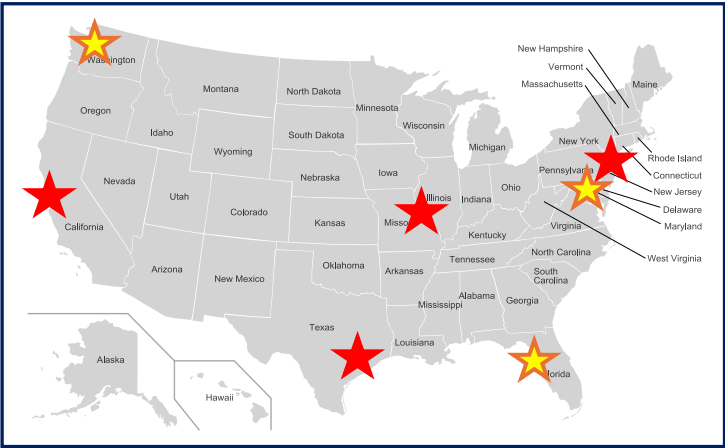 New Hampshire
Vermont
Massachusetts
Maine
Washington
Montana
North Dakota
Minnesota
Oregon
Idaho
Wyoming
South Dakota
Wisconsin
Michigan
New York
Rhode Island
Connecticut
New Jersey
Delaware
Maryland
West Virginia
Pennsylvania
Nevada
Utah
Colorado
Nebraska
Iowa
Illinois
Indiana
Ohio
California
Kansas
Misso
Kentucky
Virginia
Arizona
New Mexico
Oklahoma
Arkansas
Tennessee
North Carolina
South
Carolina
Texas
Louisiana
Mississippi
Alabama
Georgia
lorida
Alaska
Hawaii